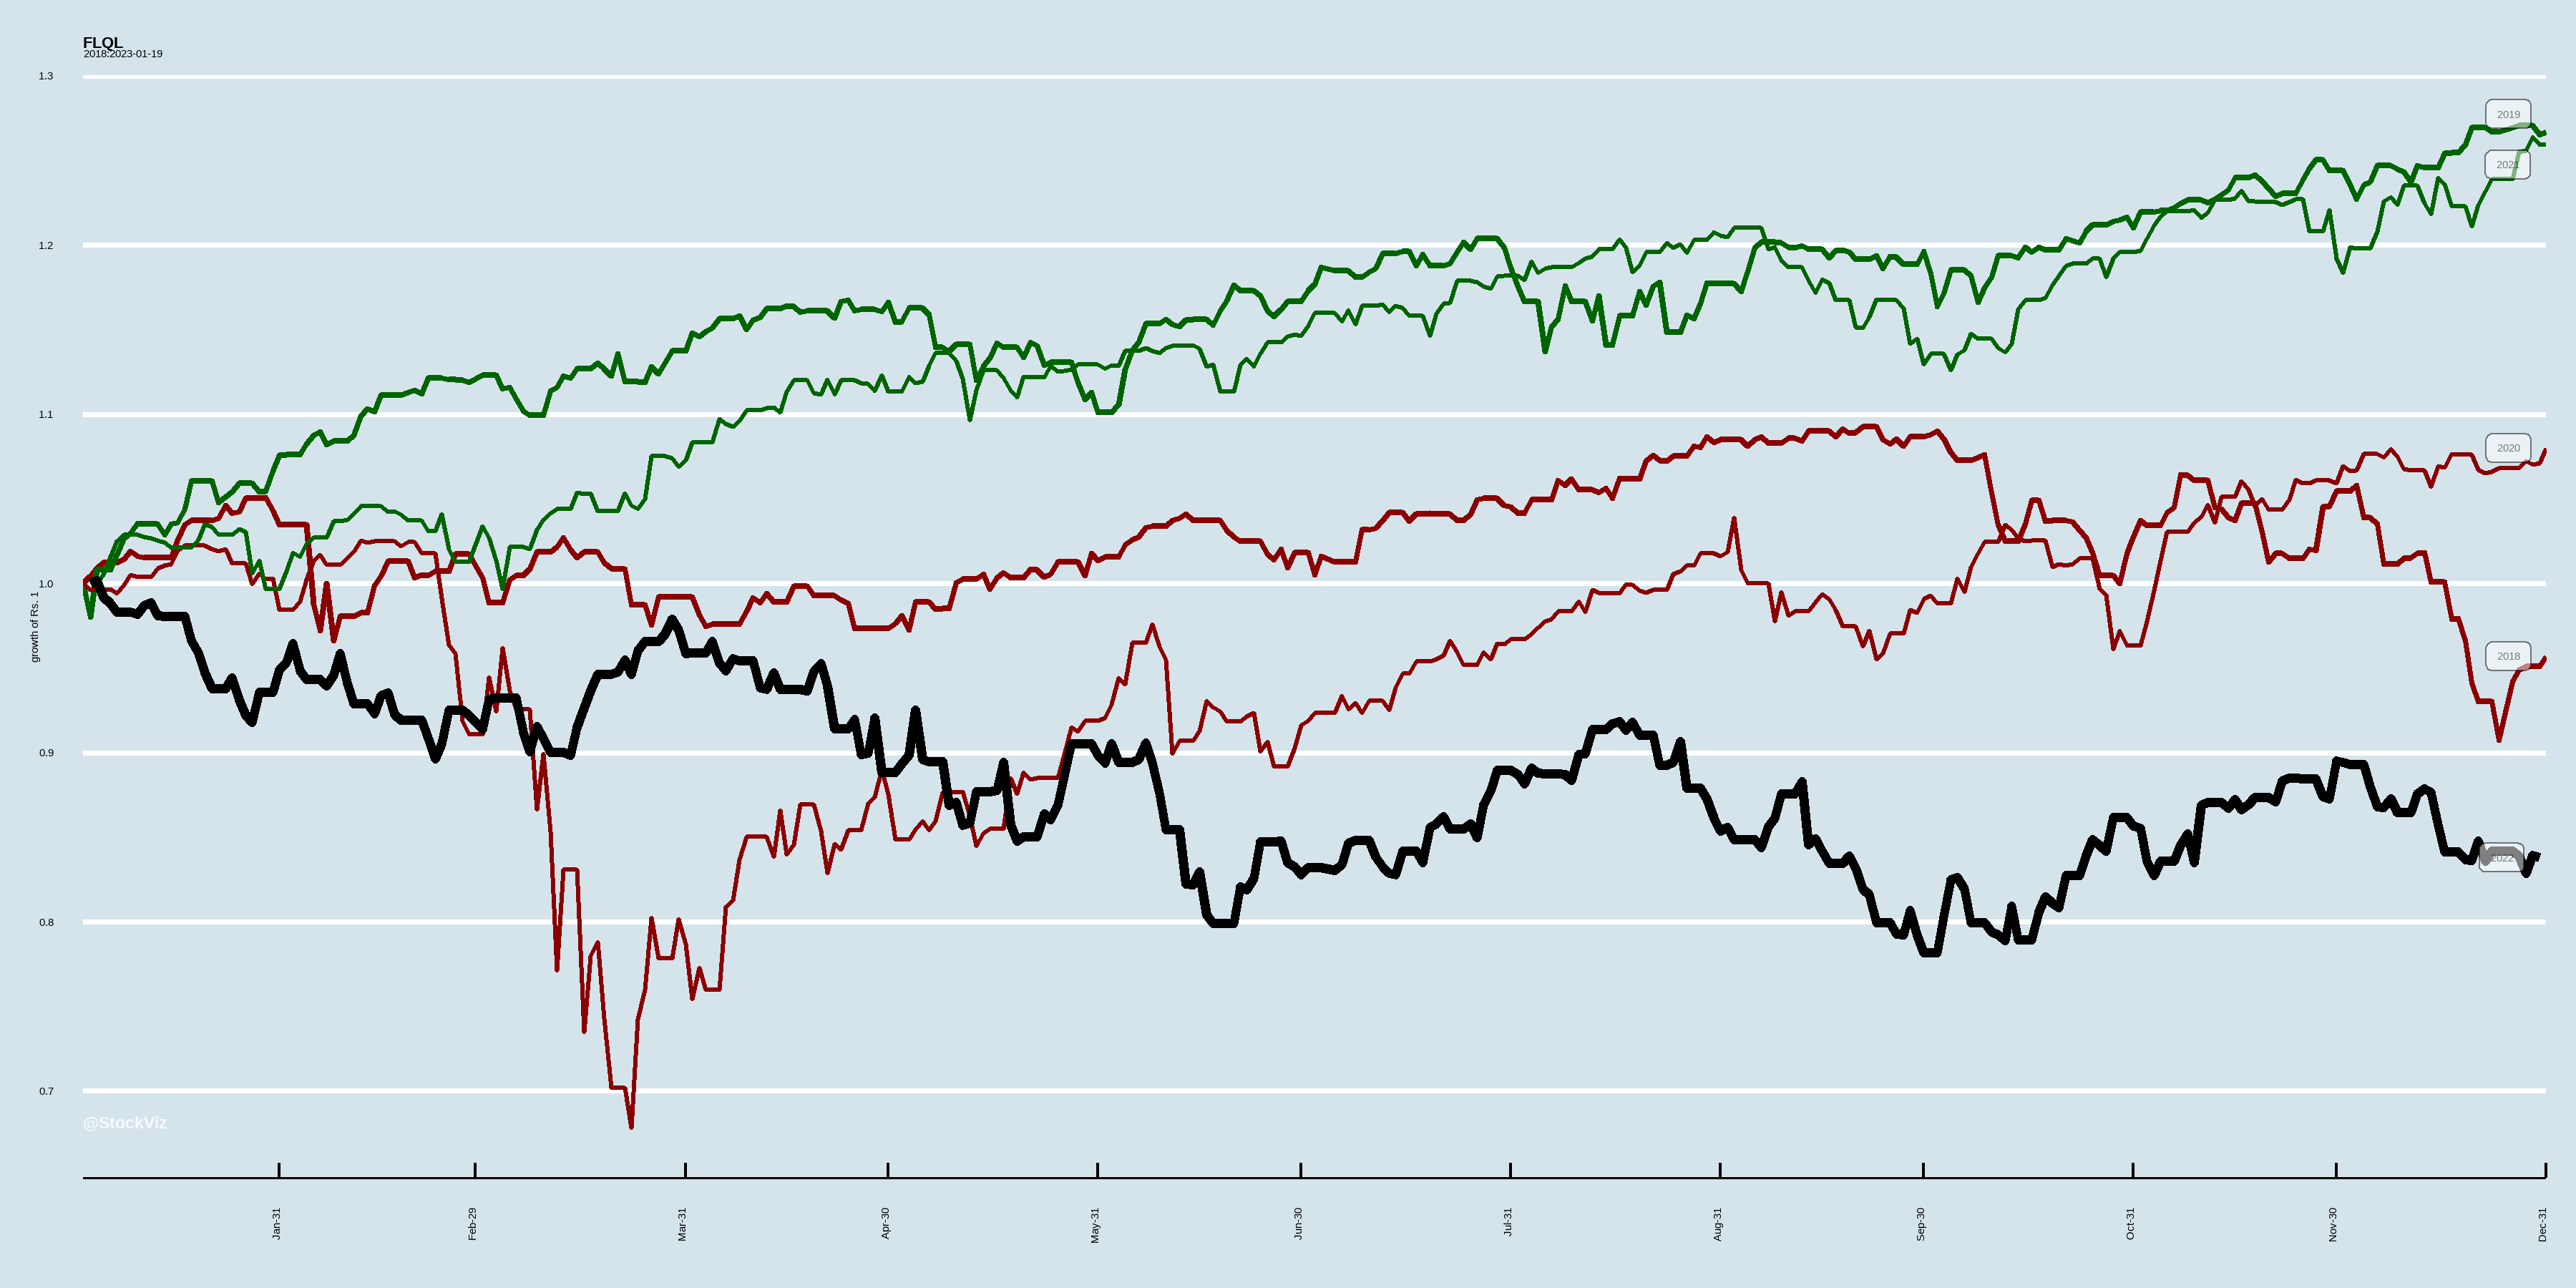 FLQL
2018:2023-01-19
1.3
1.2
1.1
1.0
0.9
0.8
0.7
growth of Rs. 1
2019
2021
2020
2018
2022
@StockViz
Jan-31
Feb-29
Mar-31
Apr-30
May-31
Jun-30
Jul-31
Aug-31
Sep-30
Oct-31
Nov-30
Dec-31